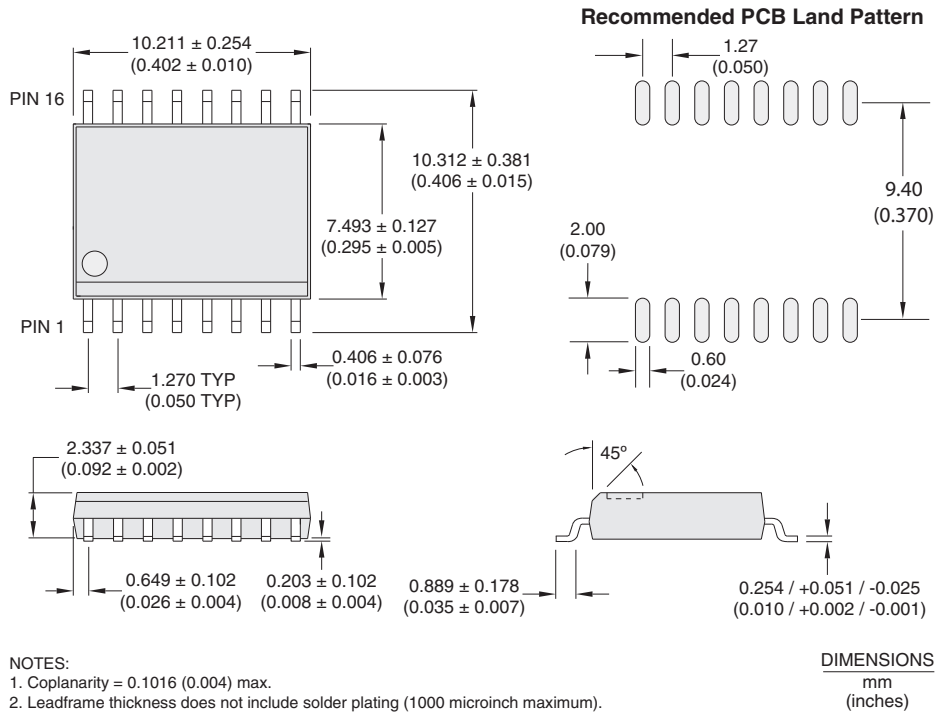 Recommended PCB Land Pattern
10.211 ± 0.254
(0.402 ± 0.010)
PIN 16
10.312 ± 0.381
(0.406 ± 0.015)
7.493 ± 0.127
(0.295 ± 0.005)
PIN 1
1.270 TYP
(0.050 TYP)
0.406 ± 0.076
(0.016 ± 0.003)
1.27
(0.050)
9.40
(0.370)
2.00
(0.079)
0.60
(0.024)
2.337 ± 0.051
(0.092 ± 0.002)
0.649 ± 0.102
(0.026 ± 0.004)
0.203 ± 0.102
(0.008 ± 0.004)
45º
0.889 ± 0.178
(0.035 ± 0.007)
0.254 / +0.051 / -0.025
(0.010 / +0.002 / -0.001)
NOTES:
1. Coplanarity = 0.1016 (0.004) max.
2. Leadframe thickness does not include solder plating (1000 microinch maximum).
DIMENSIONS
mm
(inches)